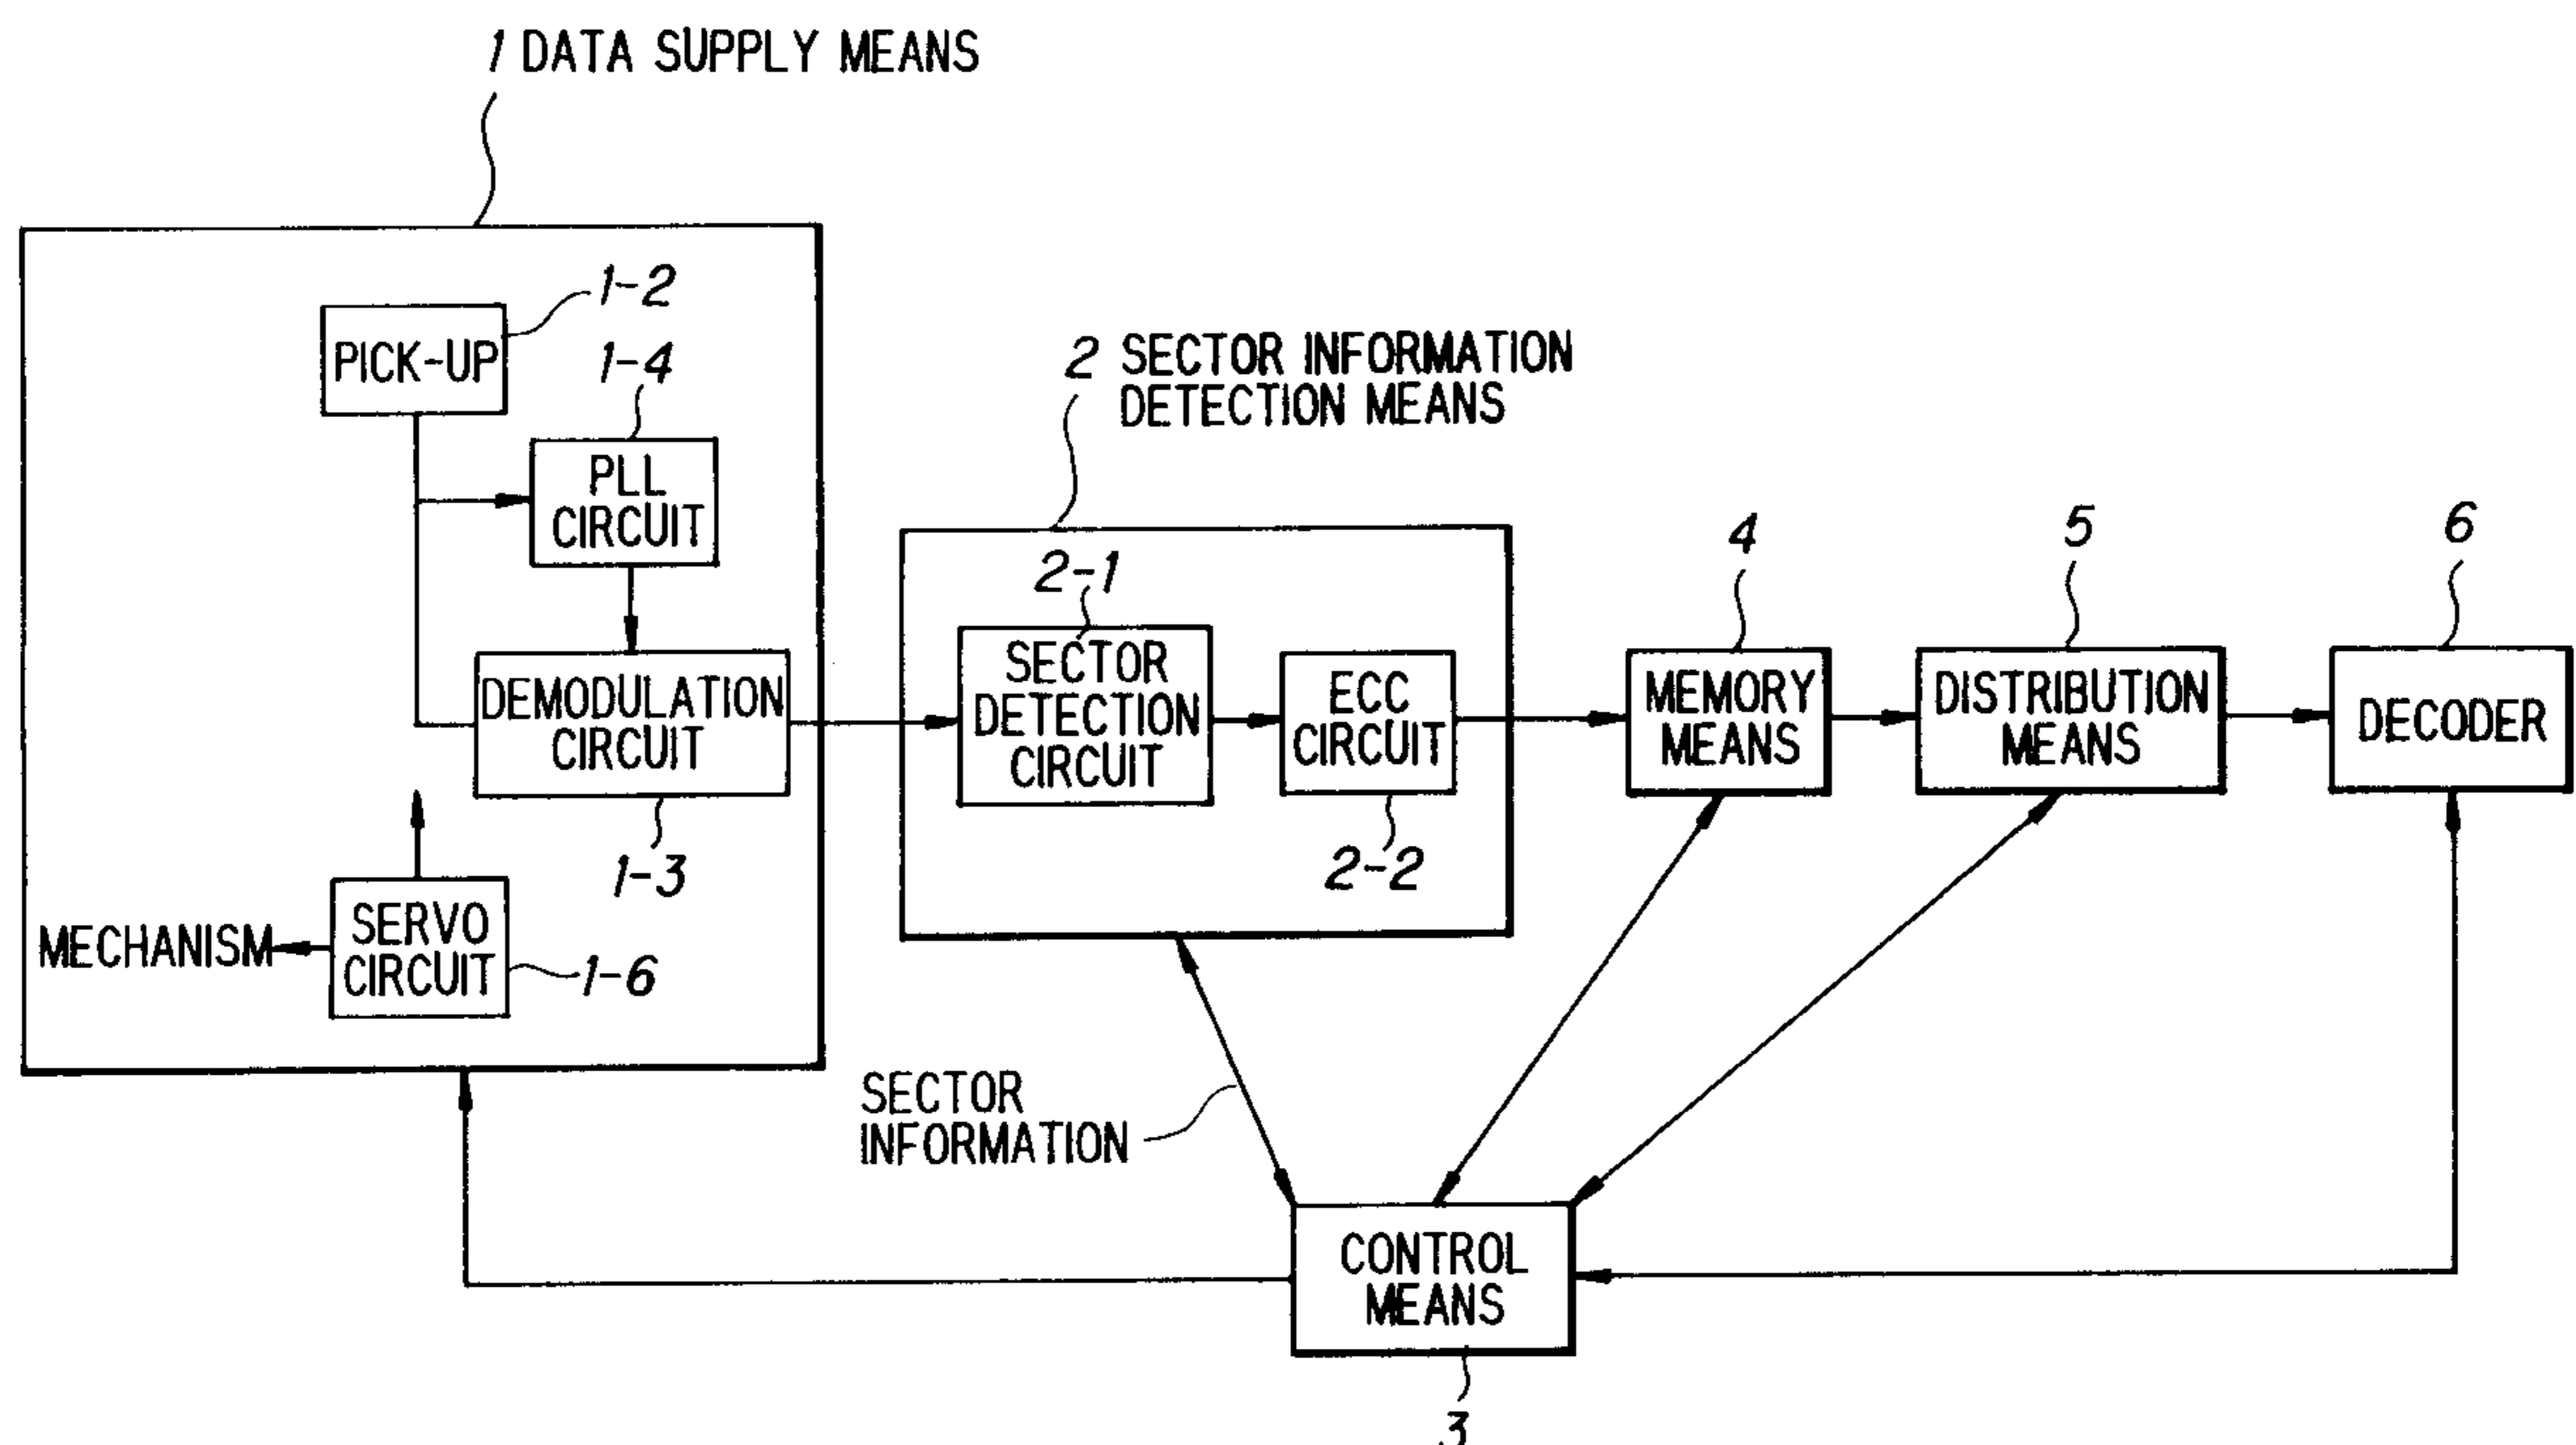 1 DATA SUPPLY MEANS
1-2
PICK-UP
1-4
PLL
CIRCUIT
DEMODULATION
CIRCUIT
1-3
MECHANISM
SERVO
CIRCUIT
1-6
2 SECTOR INFORMATION
DETECTION MEANS
2-1
SECTOR
DETECTION
CIRCUIT
ECC
CIRCUIT
2-2
4
MEMORY
MEANS
5
DISTRIBUTION
MEANS
6
DECODER
SECTOR
INFORMATION
CONTROL
MEANS
3